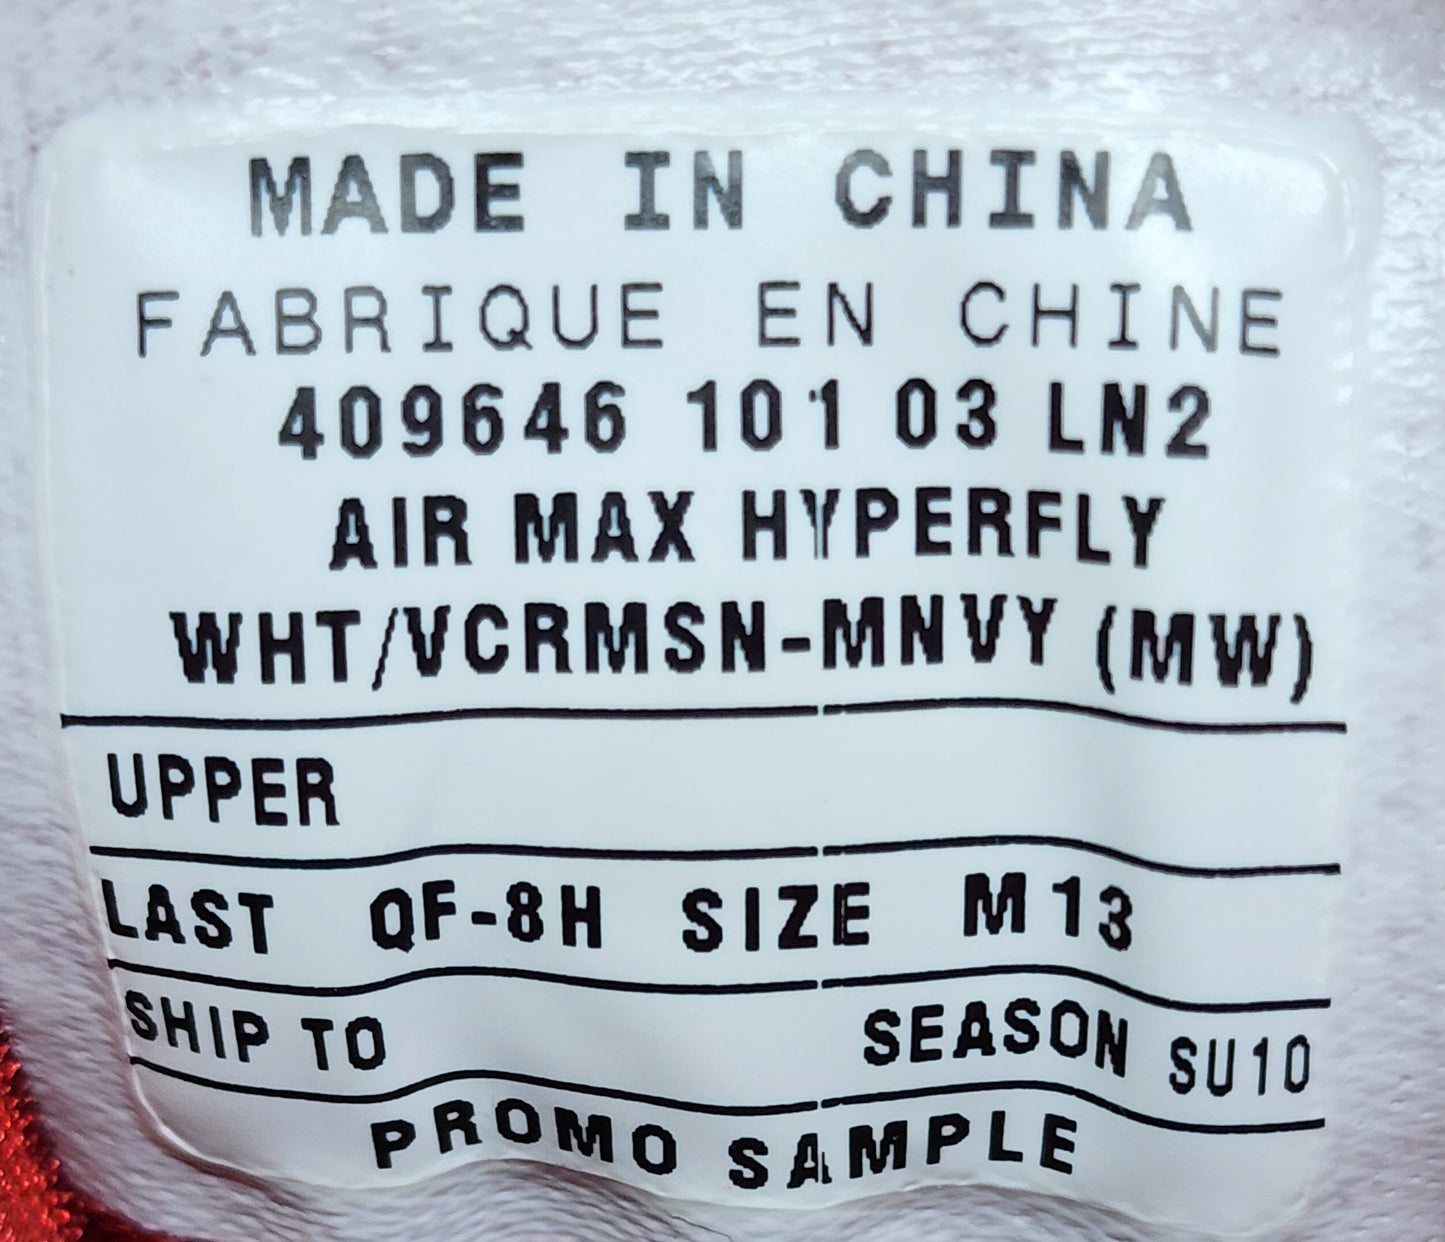 MADE IN CHINA
FABRIQUE EN CHINE
409646 101 03 LN2
AIR MAX HYPERFLY
WHT/VCRMSN-MNVY (MW)
UPPER
LAST QF-8H SIZE M 13
SHIP TO SEASON SU10
PROMO SAMPLE